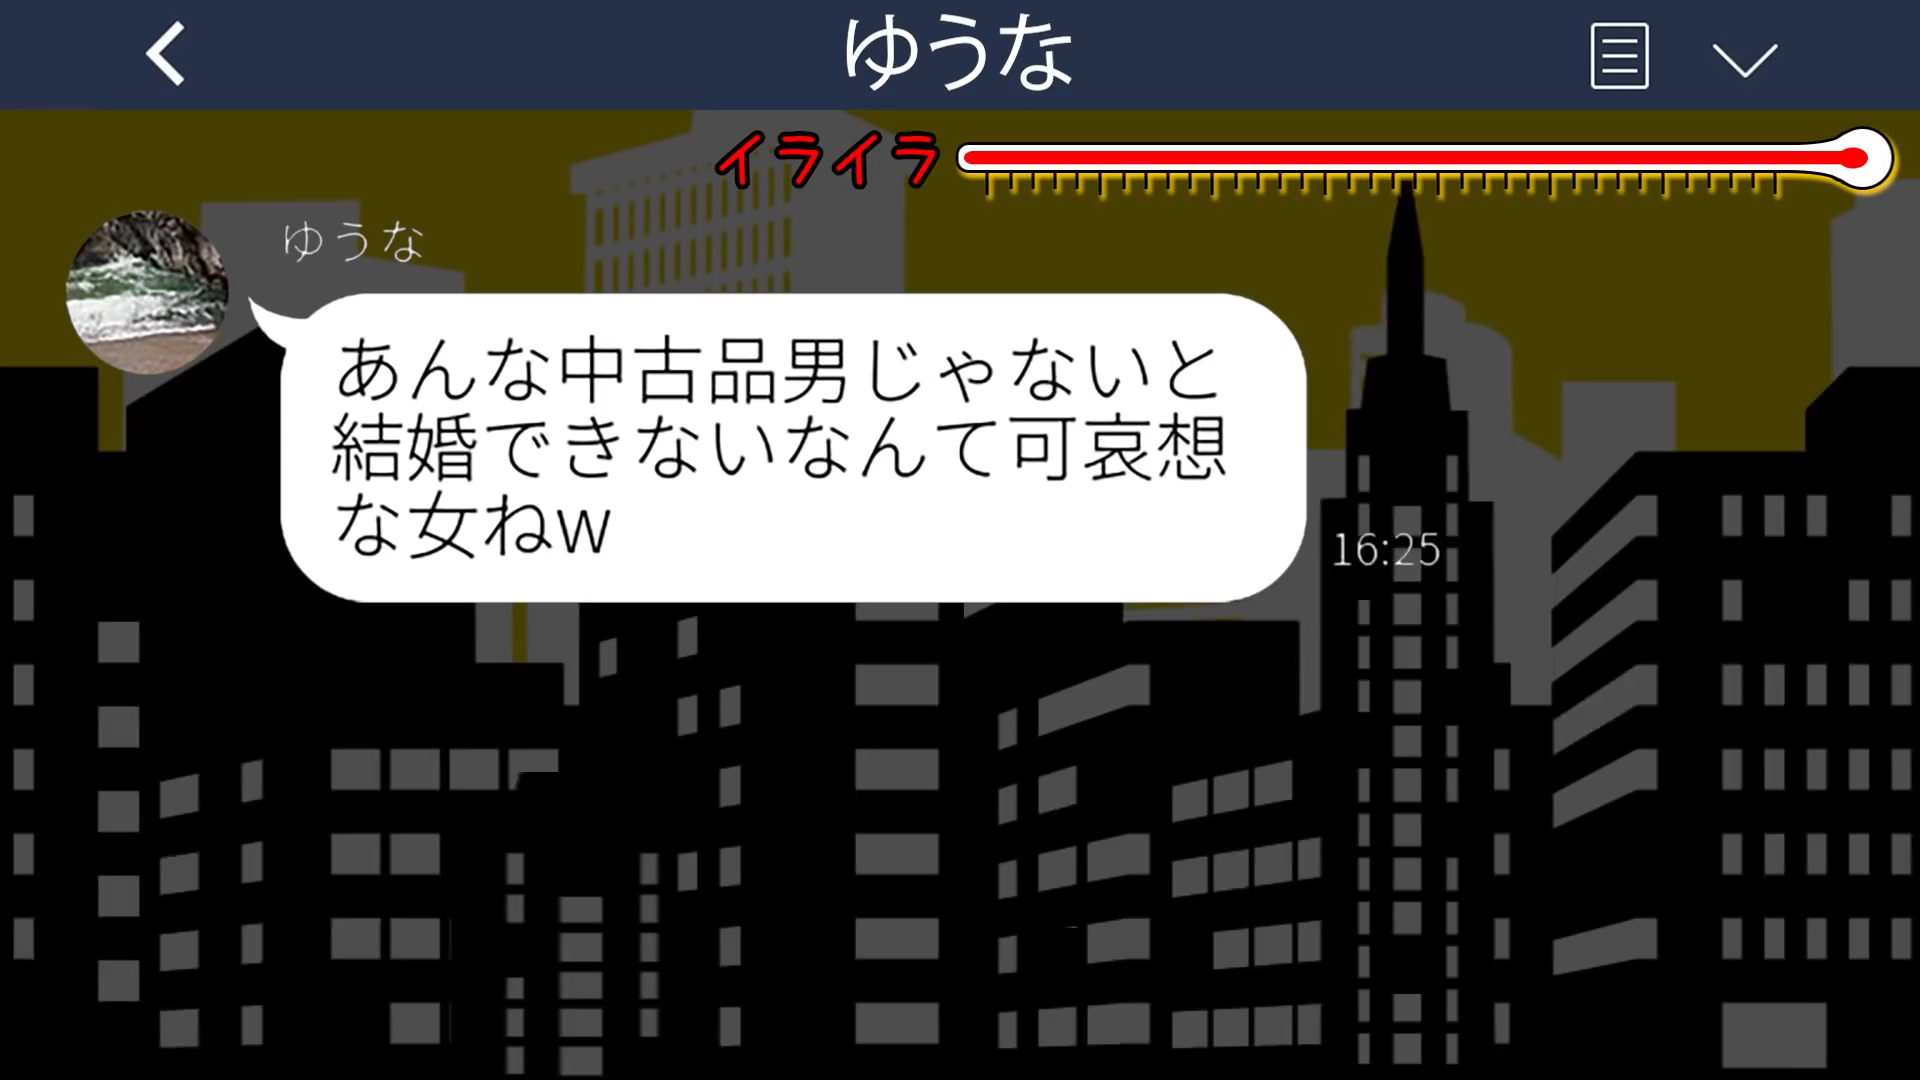 ゆうな
イライラ
ゆうな
あんな中古品男じゃないと
結婚できないなんて可哀想
な女ねw
16:25